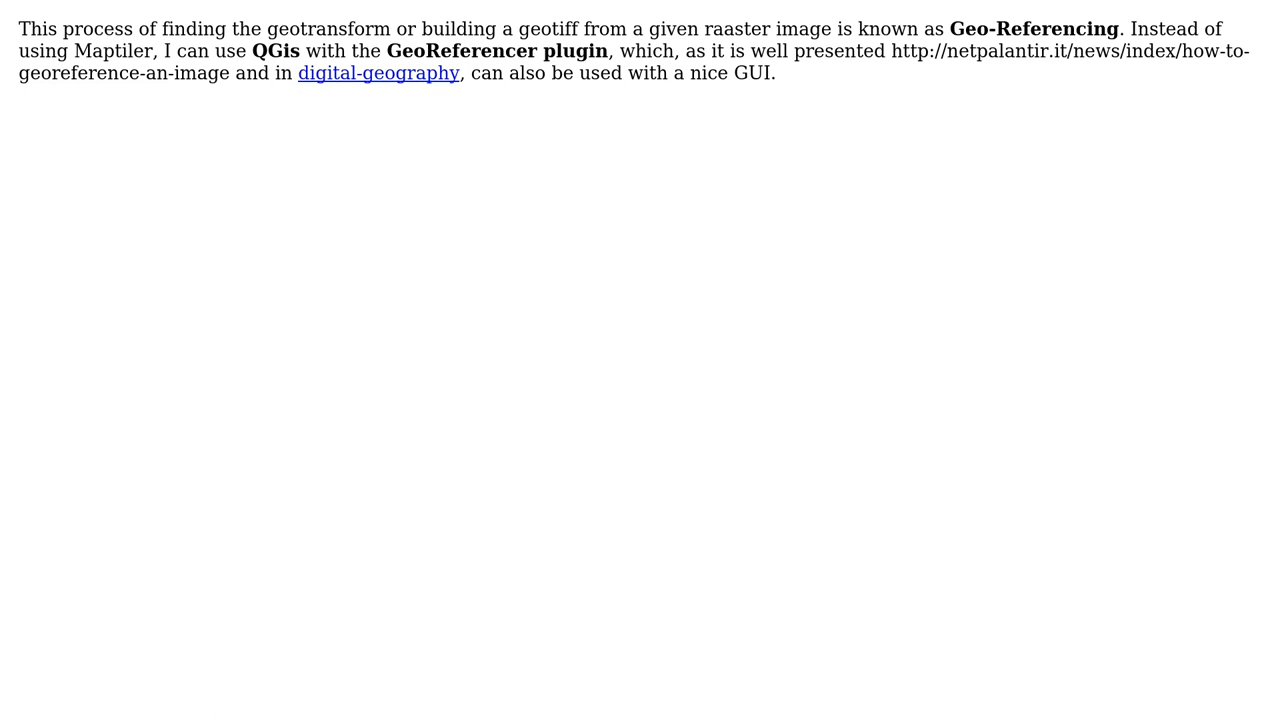 This process of finding the geotransform or building a geotiff from a given raaster image is known as Geo-Referencing. Instead of
using Maptiler, I can use QGis with the GeoReferencer plugin, which, as it is well presented http://netpalantir.it/news/index/how-to-
georeference-an-image and in digital-geography, can also be used with a nice GUI.